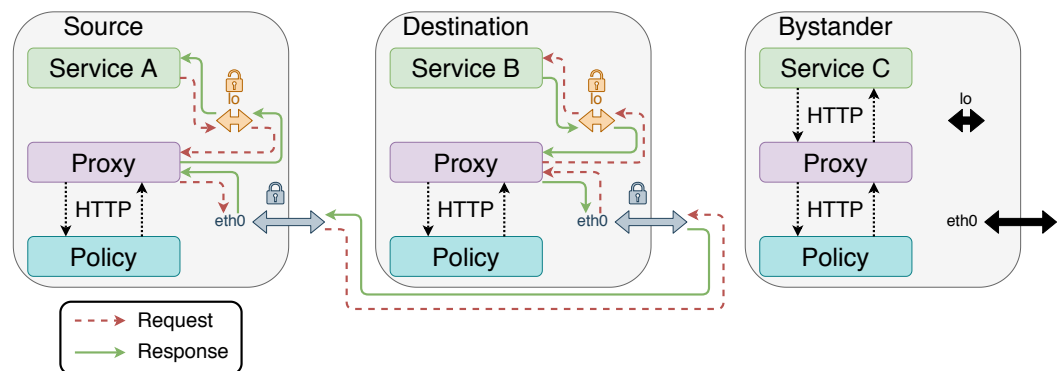 Source
Service A
lo
Proxy
HTTP
eth0
Policy
Destination
Service B
lo
Proxy
HTTP
eth0
Policy
Bystander
Service C
HTTP
lo
Proxy
HTTP
eth0
Policy
Request
Response